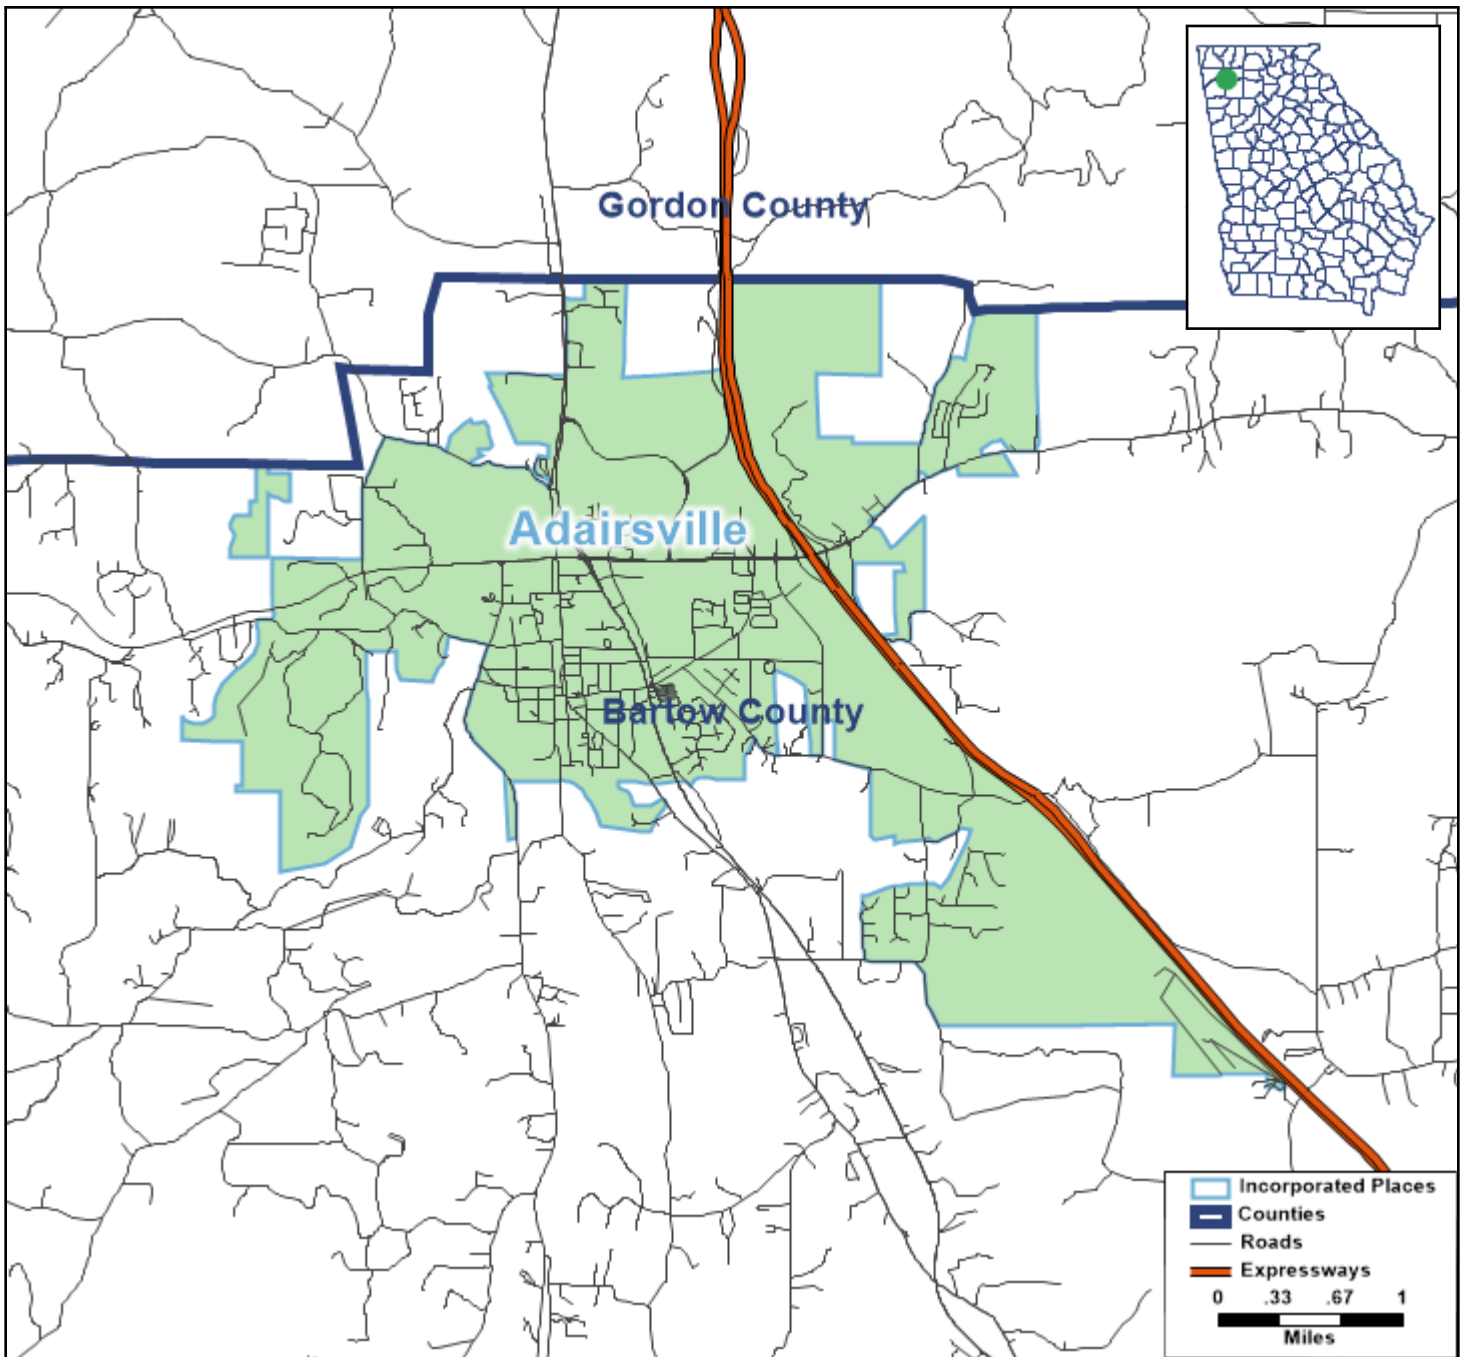 Gordon County
Adairsville
Bartow County
Incorporated Places
Counties
Roads
Expressways
0 .33 .67 1
Miles